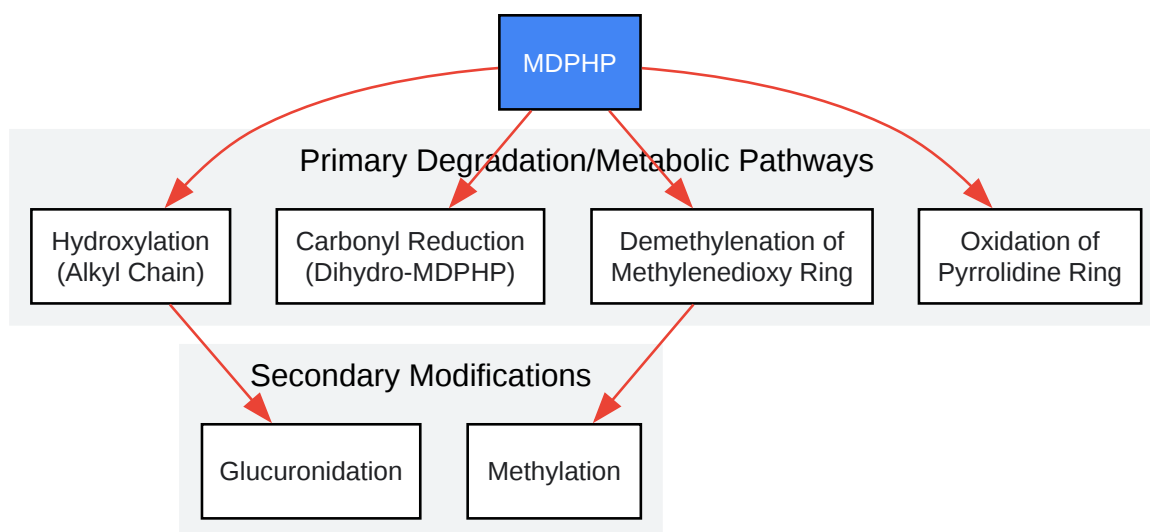 MDPHP
Primary Degradation/Metabolic Pathways
Hydroxylation
(Alkyl Chain)
Carbonyl Reduction
(Dihydro-MDPHP)
Demethylenation of
Methylenedioxy Ring
Oxidation of
Pyrrolidine Ring
Secondary Modifications
Glucuronidation
Methylation